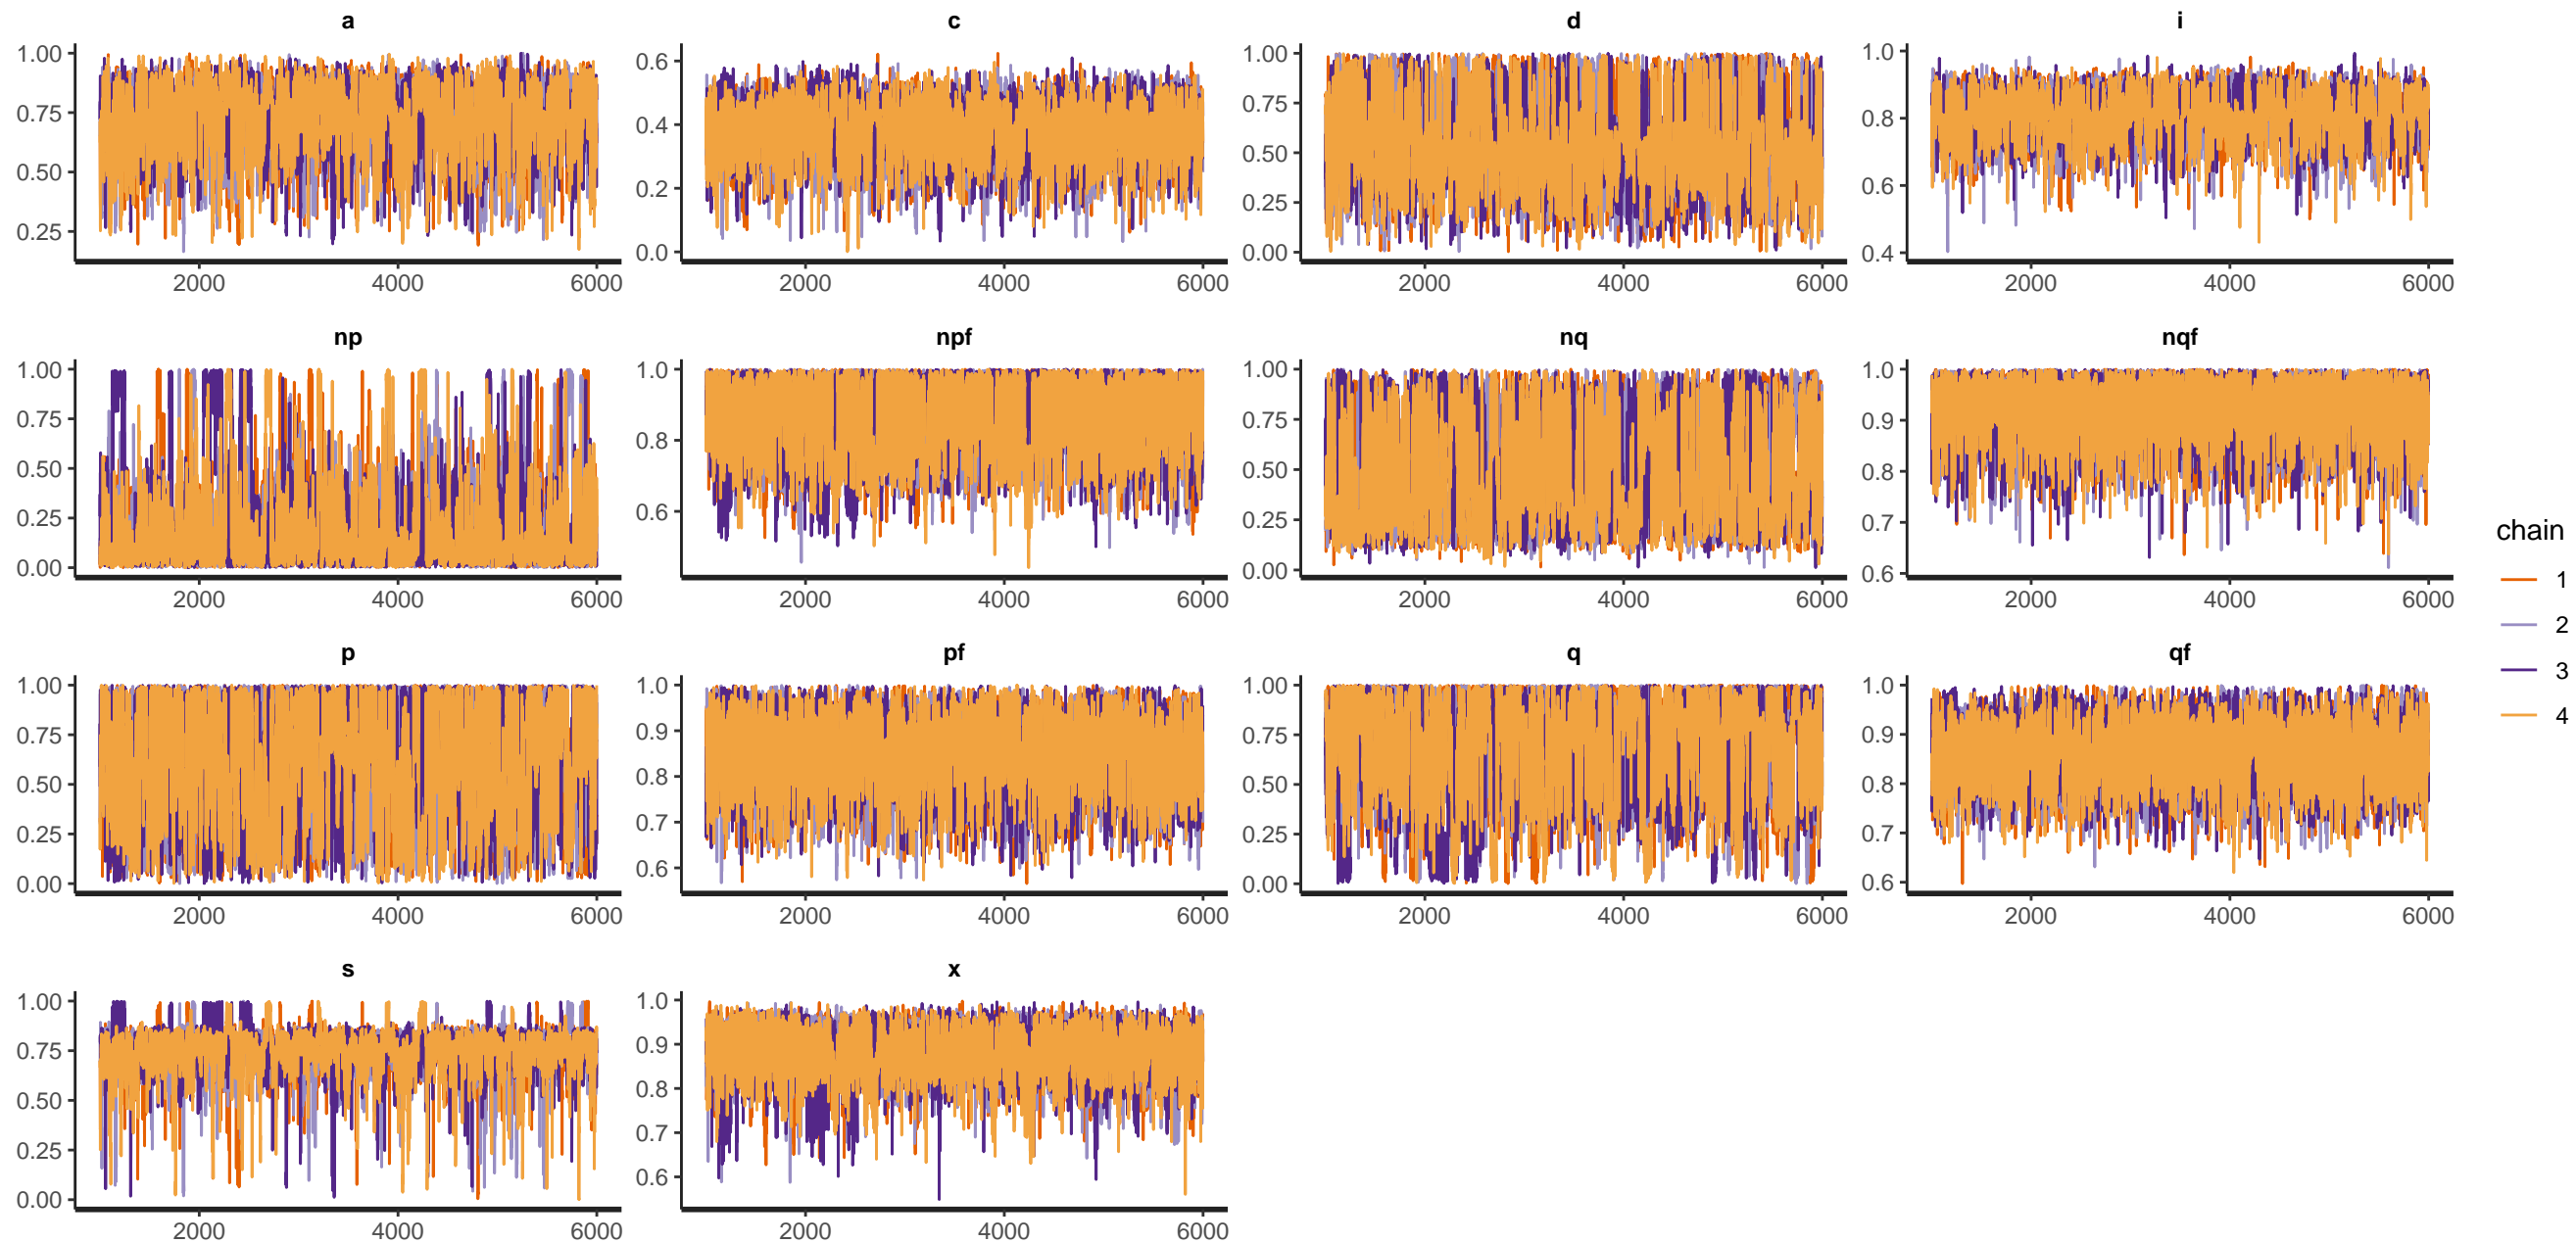 a c d i
1.00 0.75 0.50 0.25
0.6 0.4 0.2 0.0
1.00 0.75 0.50 0.25 0.00
1.0 0.8 0.6 0.4
2000 4000 6000 2000 4000 6000 2000 4000 6000 2000 4000 6000
np npf nq nqf
1.00 0.75 0.50 0.25 0.00
1.0 0.8 0.6
1.00 0.75 0.50 0.25 0.00
1.0 0.9 0.8 0.7 0.6
2000 4000 6000 2000 4000 6000 2000 4000 6000 2000 4000 6000
p pf q qf
1.00 0.75 0.50 0.25 0.00
1.0 0.9 0.8 0.7 0.6
1.00 0.75 0.50 0.25 0.00
1.0 0.9 0.8 0.7 0.6
2000 4000 6000 2000 4000 6000 2000 4000 6000 2000 4000 6000
s x
1.00 0.75 0.50 0.25 0.00
1.0 0.9 0.8 0.7 0.6
2000 4000 6000 2000 4000 6000
chain
1
2
3
4